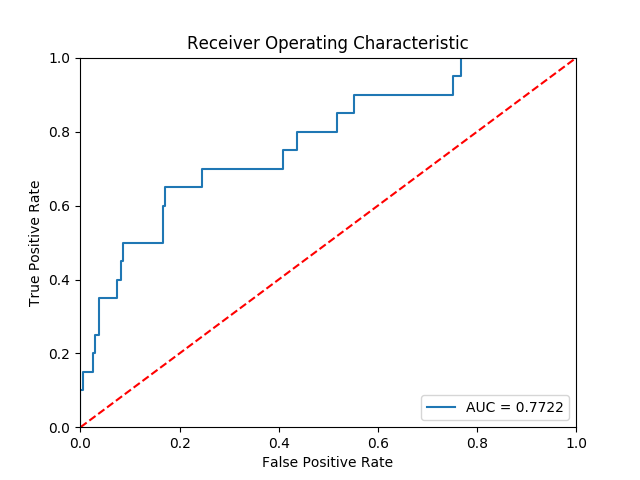 Receiver Operating Characteristic
1.0
0.8
0.6
0.4
0.2
0.0
True Positive Rate
AUC = 0.7722
0.0 0.2 0.4 0.6 0.8 1.0
False Positive Rate